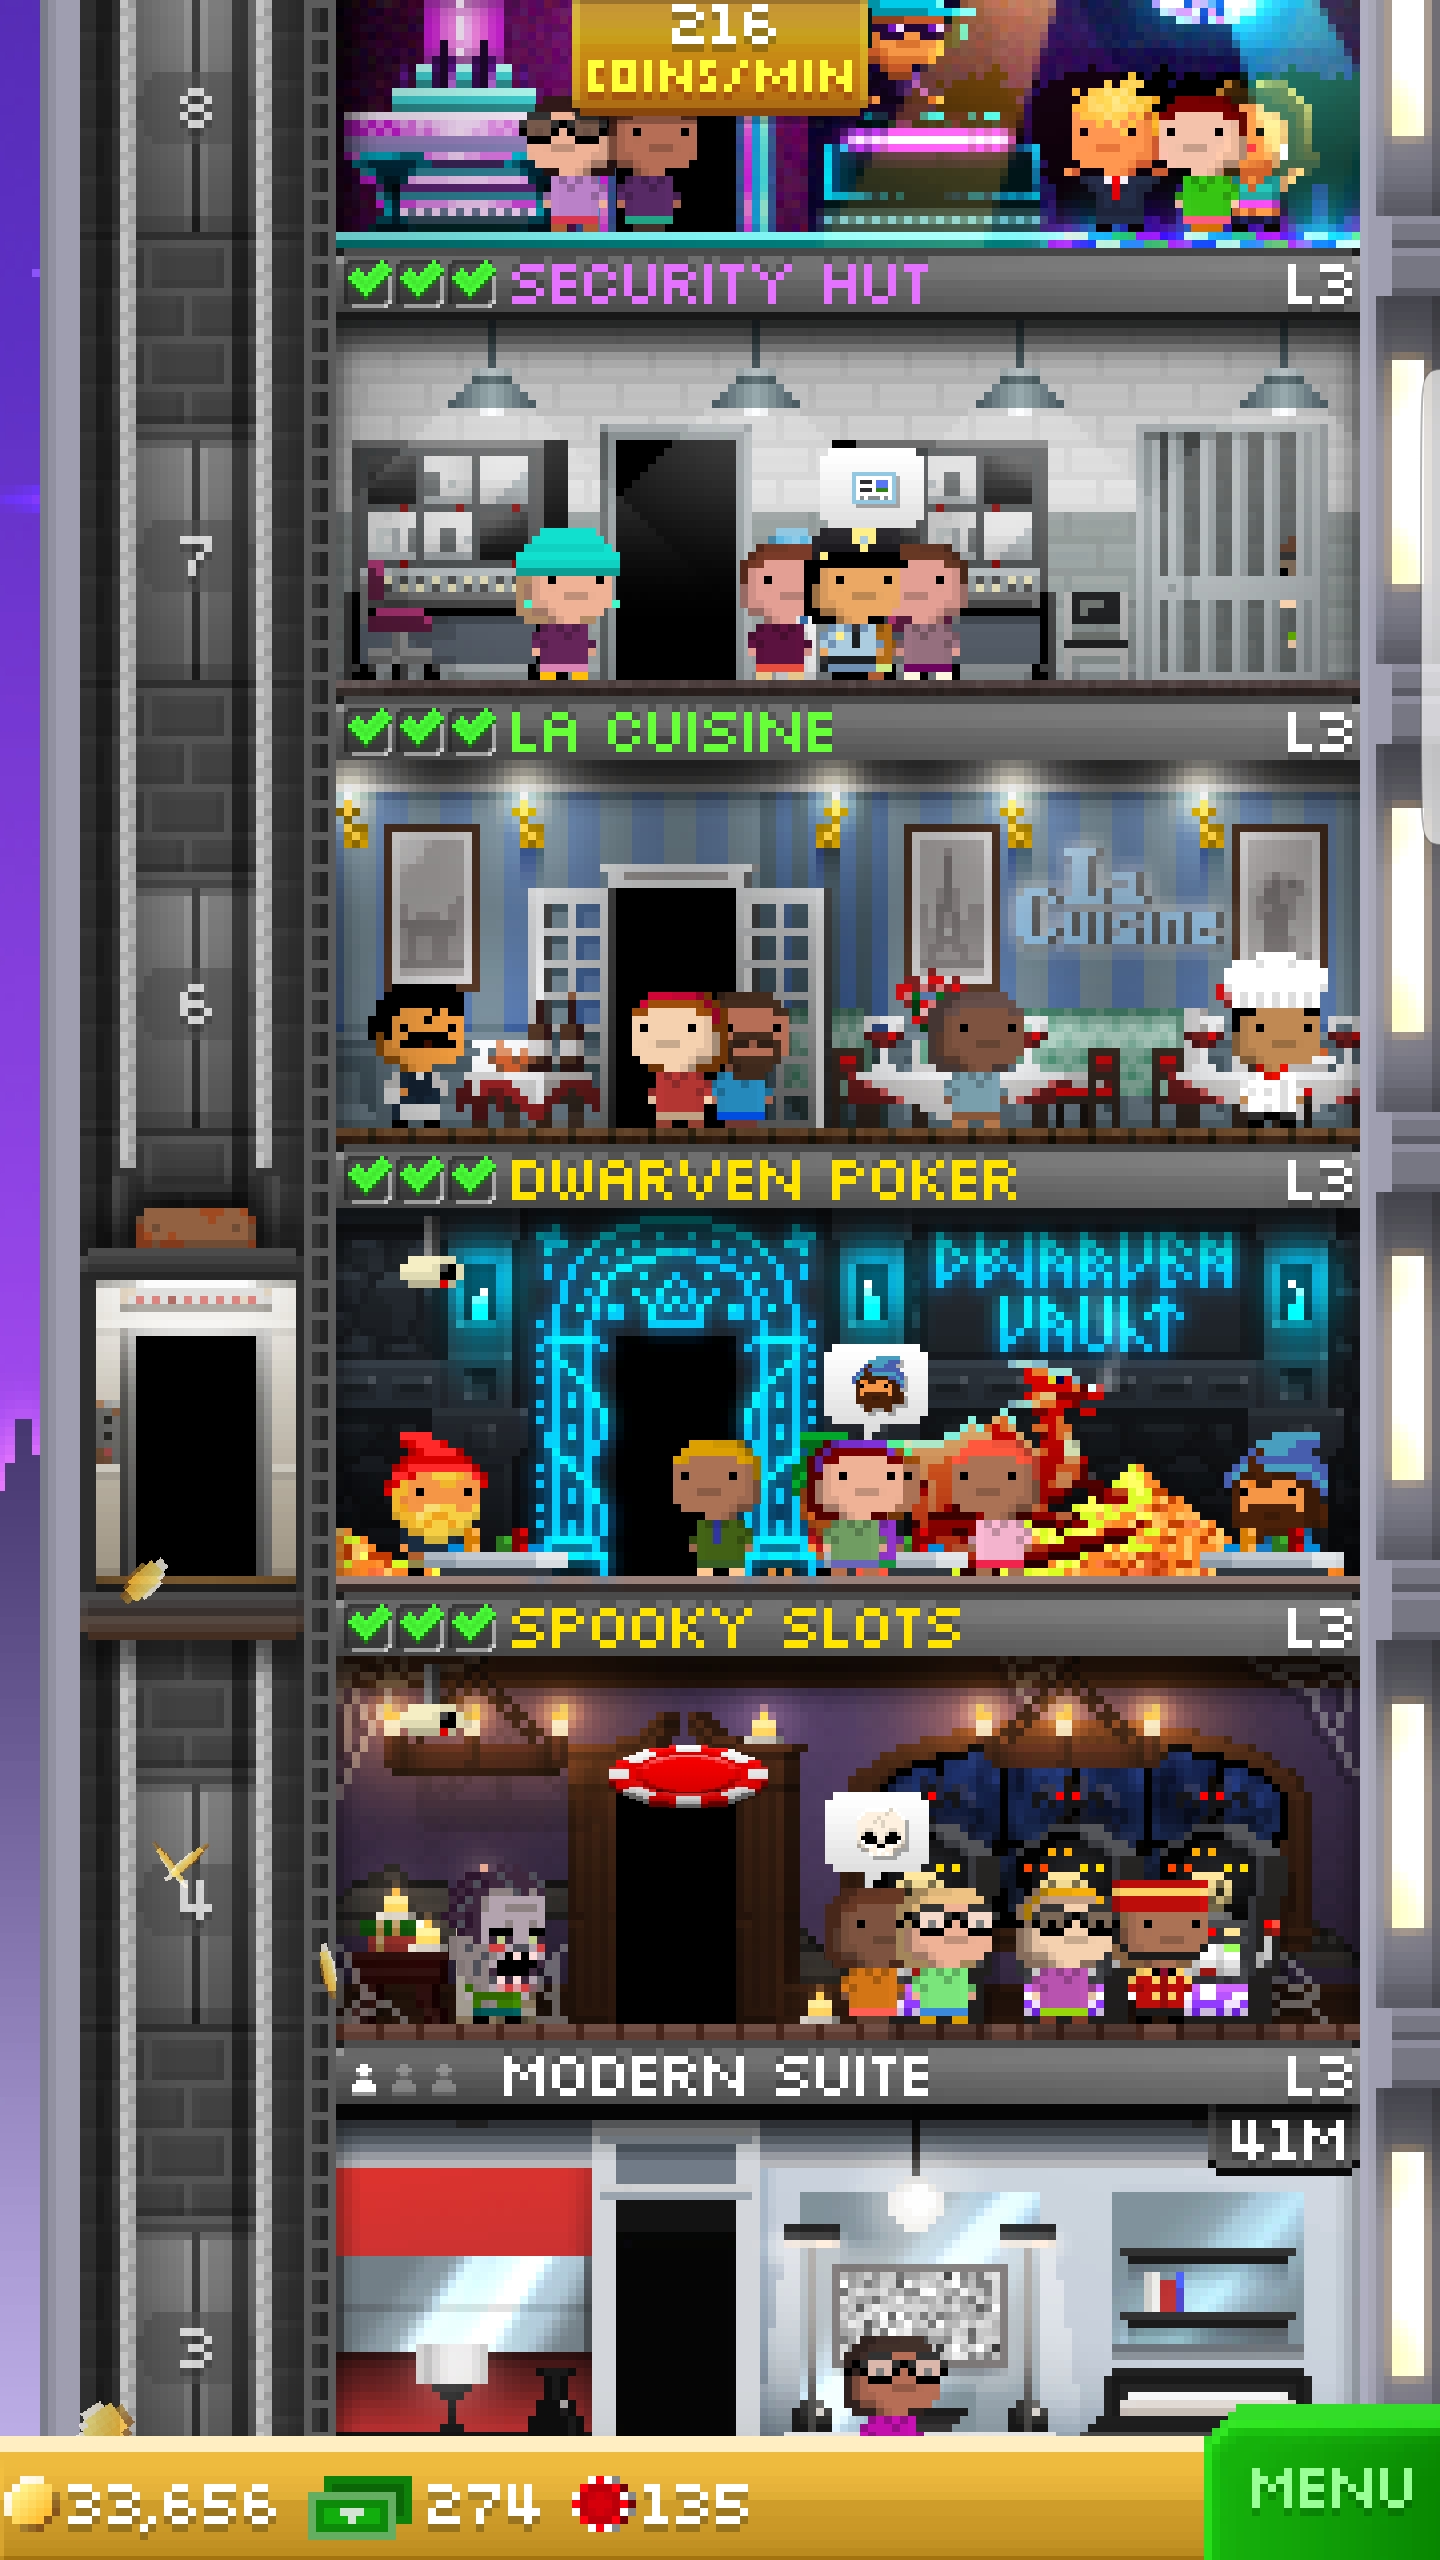 216
COINS/MIN
8
SECURITY HUT
L3
7
LA CUISINE
L3
La
Cuisine
6
DWARVEN POKER
L3
DWARVEN
VAULT
SPOOKY SLOTS
L3
4
MODERN SUITE
L3
41M
3
33,656
274
135
MENU